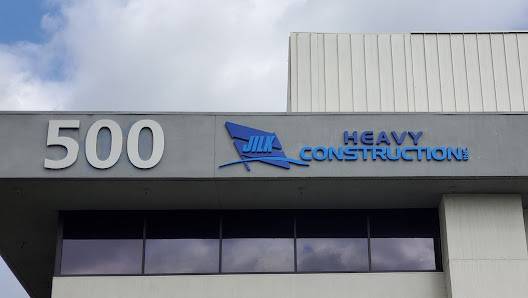 500
JILK
HEAVY
CONSTRUCTION